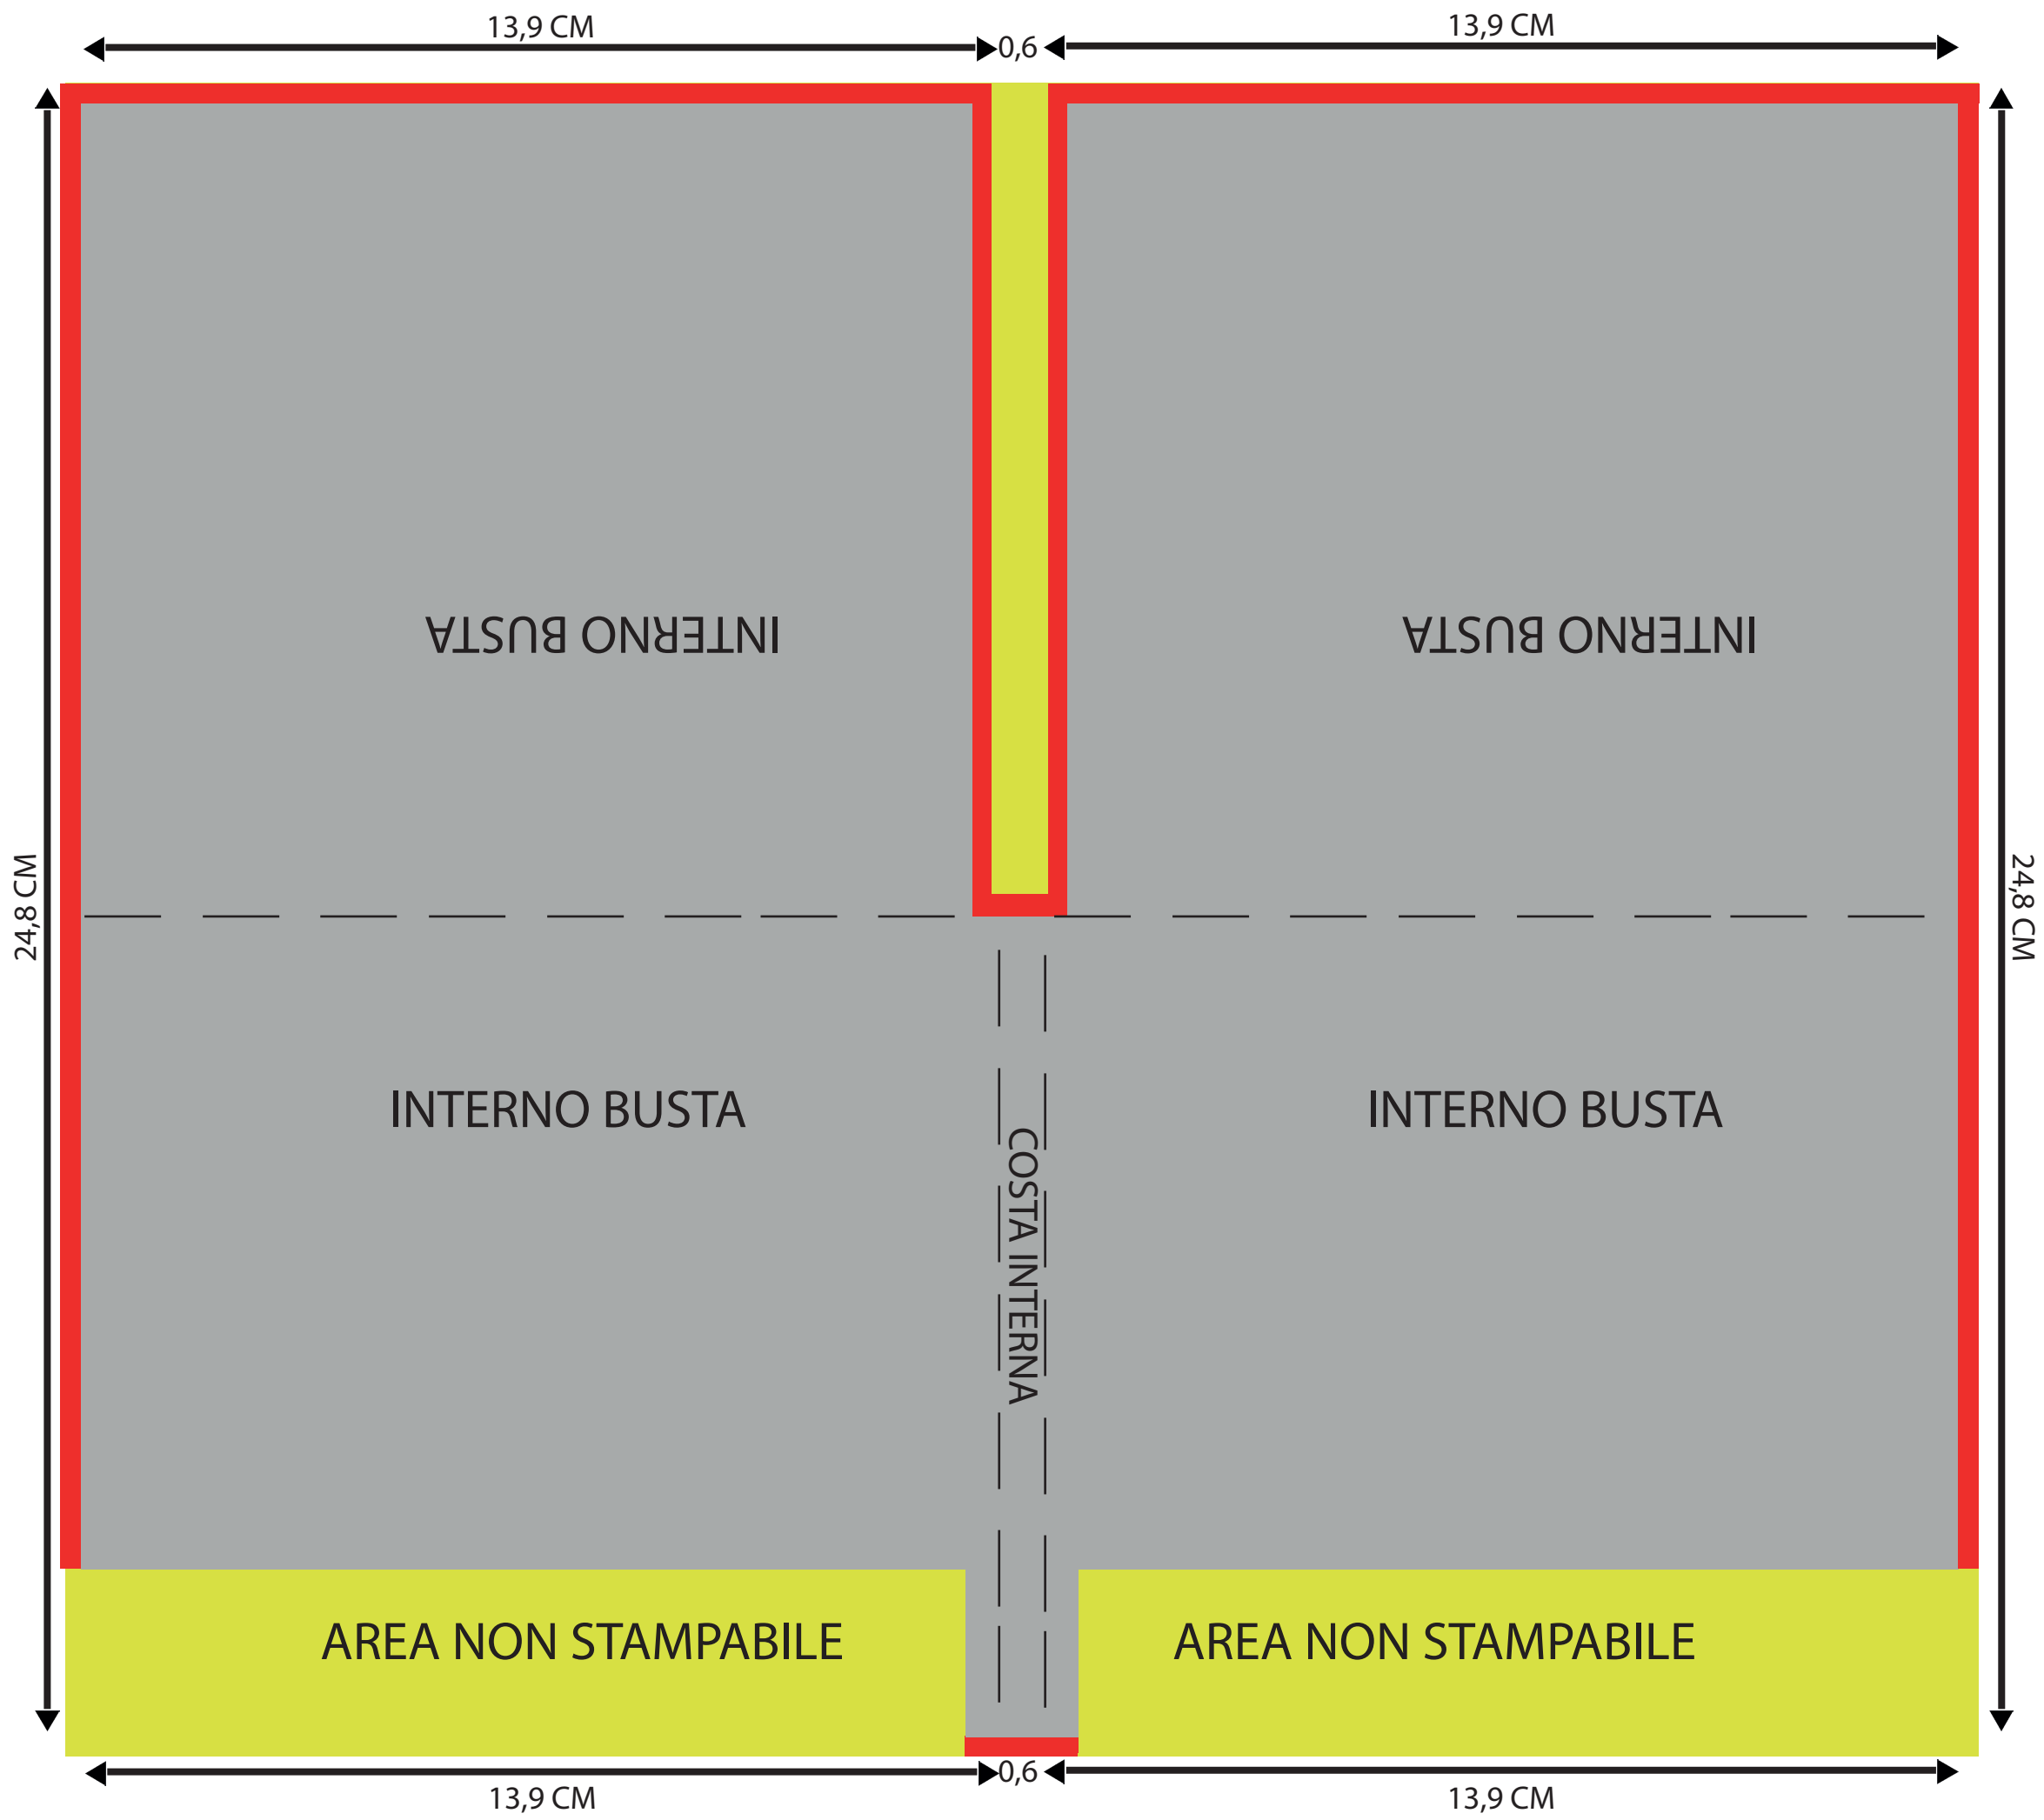 13,9 CM
0,6
13,9 CM
INTERNO BUSTA
INTERNO BUSTA
24,8 CM
24,8 CM
INTERNO BUSTA
INTERNO BUSTA
COSTA INTERNA
AREA NON STAMPABILE
AREA NON STAMPABILE
13,9 CM
0,6
13,9 CM